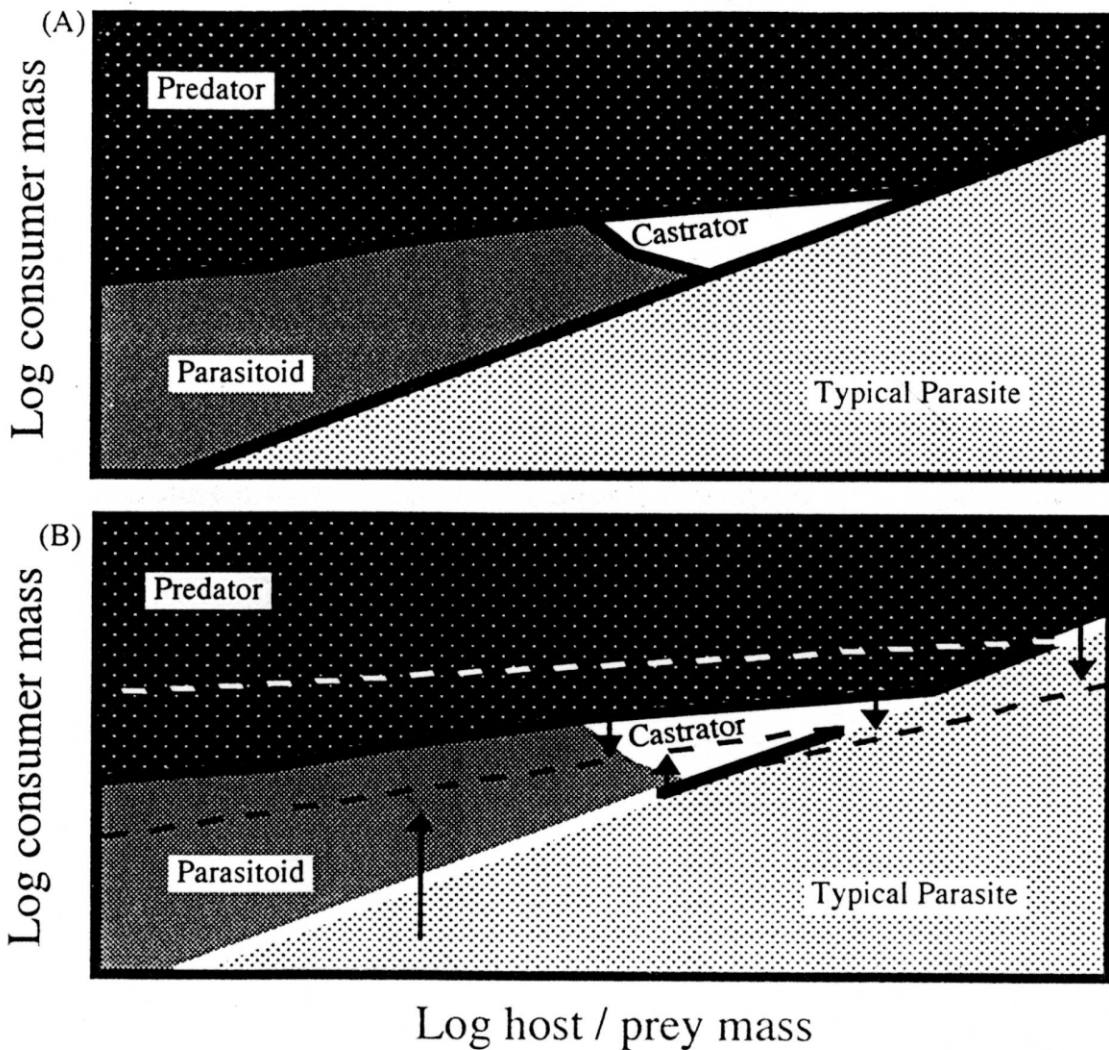 (A)
Predator
Castrator
Parasitoid
Typical Parasite
Log consumer mass
(B)
Predator
Castrator
Parasitoid
Typical Parasite
Log consumer mass
Log host / prey mass